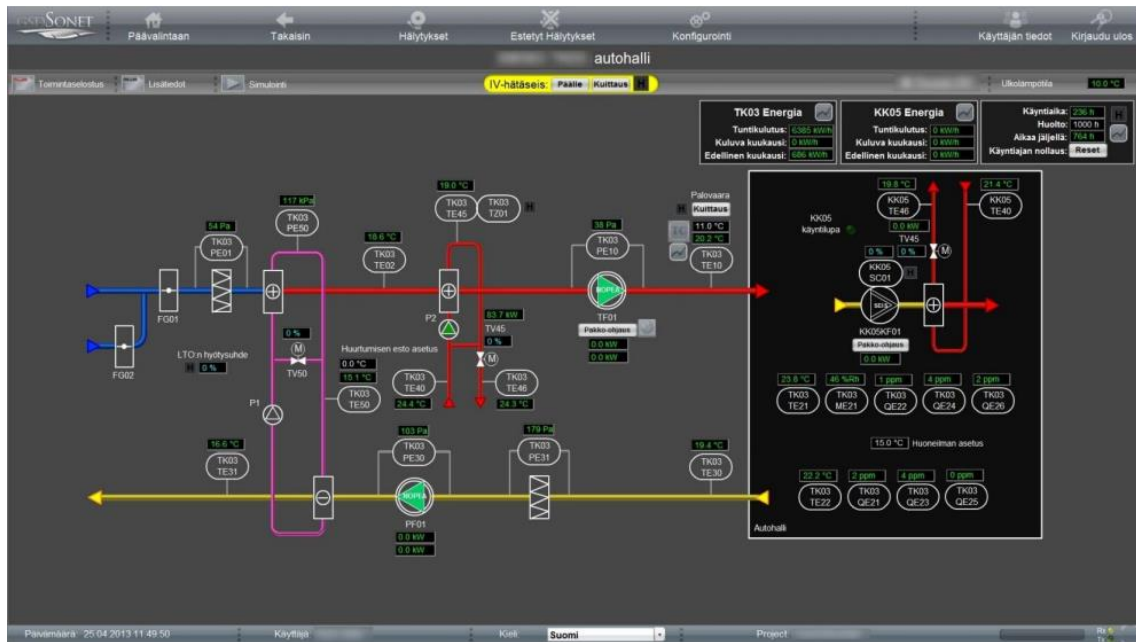 GSDSONET
Päävalintaan
Takaisin
Hälytykset
Estetyt Hälytykset
Konfigurointi
Käyttäjän tiedot
Kirjaudu ulos
autohalli
Toimintaselostus
Lisätiedot
Simulointi
IV-hätäseis: Päälle Kuittaus H
Ulkolämpötila 10.0 °C
TK03 Energia
Tuntikulutus: 6385 kW/h
Kuluva kuukausi: 0 kW/h
Edellinen kuukausi: 686 kW/h
KK05 Energia
Tuntikulutus: 0 kW/h
Kuluva kuukausi: 0 kW/h
Edellinen kuukausi: 0 kW/h
Käyntiaika: 236 h
Huolto: 1000 h
Aikaa jäljellä: 764 h
Käyntiajan nollaus: Reset
H
117 kPa
TK03
PE50
54 Pa
TK03
PE01
FG01
FG02
LTO:n hyötysuhde
H 0 %
0 %
M
TV50
P1
Huurtumisen esto asetus
0.0 °C
15.1 °C
TK03
TE50
18.6 °C
TK03
TE02
19.0 °C
TK03
TE45
TK03
TZ01
H
P2
83.7 kW
TV45
0 %
M
TK03
TE40
24.4 °C
TK03
TE46
24.3 °C
38 Pa
TK03
PE10
NOPEA
TF01
Pakko-ohjaus
0.0 kW
0.0 kW
Palovaara
H Kuittaus
11.0 °C
20.2 °C
TK03
TE10
16.6 °C
TK03
TE31
103 Pa
TK03
PE30
NOPEA
PF01
0.0 kW
0.0 kW
179 Pa
TK03
PE31
19.4 °C
TK03
TE30
KK05
käyntilupa
19.8 °C
KK05
TE46
0.0 kW
TV45
0 % 0 %
M
21.4 °C
KK05
TE40
KK05
SC01
H
SEIS
KK05KF01
Pakko-ohjaus
0.0 kW
23.8 °C
TK03
TE21
46 %Rh
TK03
ME21
1 ppm
TK03
QE22
4 ppm
TK03
QE24
2 ppm
TK03
QE26
15.0 °C Huoneilman asetus
22.2 °C
TK03
TE22
2 ppm
TK03
QE21
4 ppm
TK03
QE23
0 ppm
TK03
QE25
Autohalli
Päivämäärä: 25.04.2013 11:49:50
Käyttäjä:
Kieli: Suomi
Project
Rx
Tx